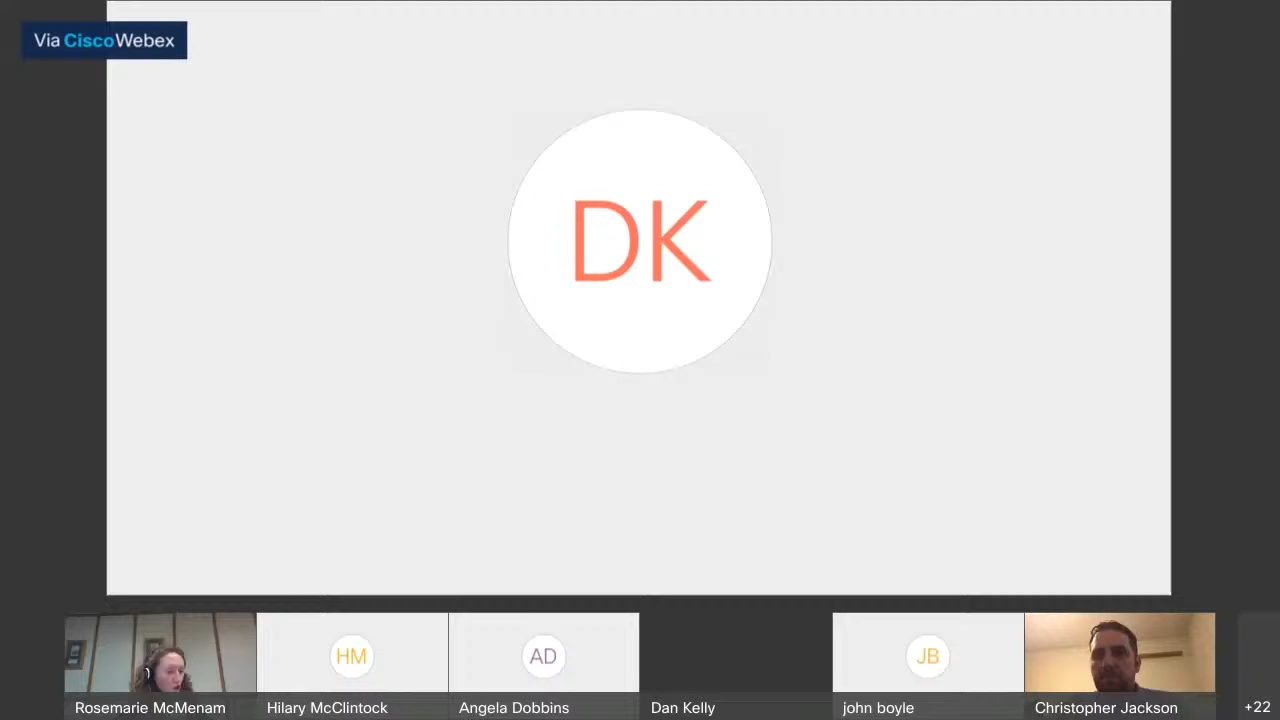 Via CiscoWebex
DK
HM
AD
JB
Rosemarie McMenam
Hilary McClintock
Angela Dobbins
Dan Kelly
john boyle
Christopher Jackson
+22